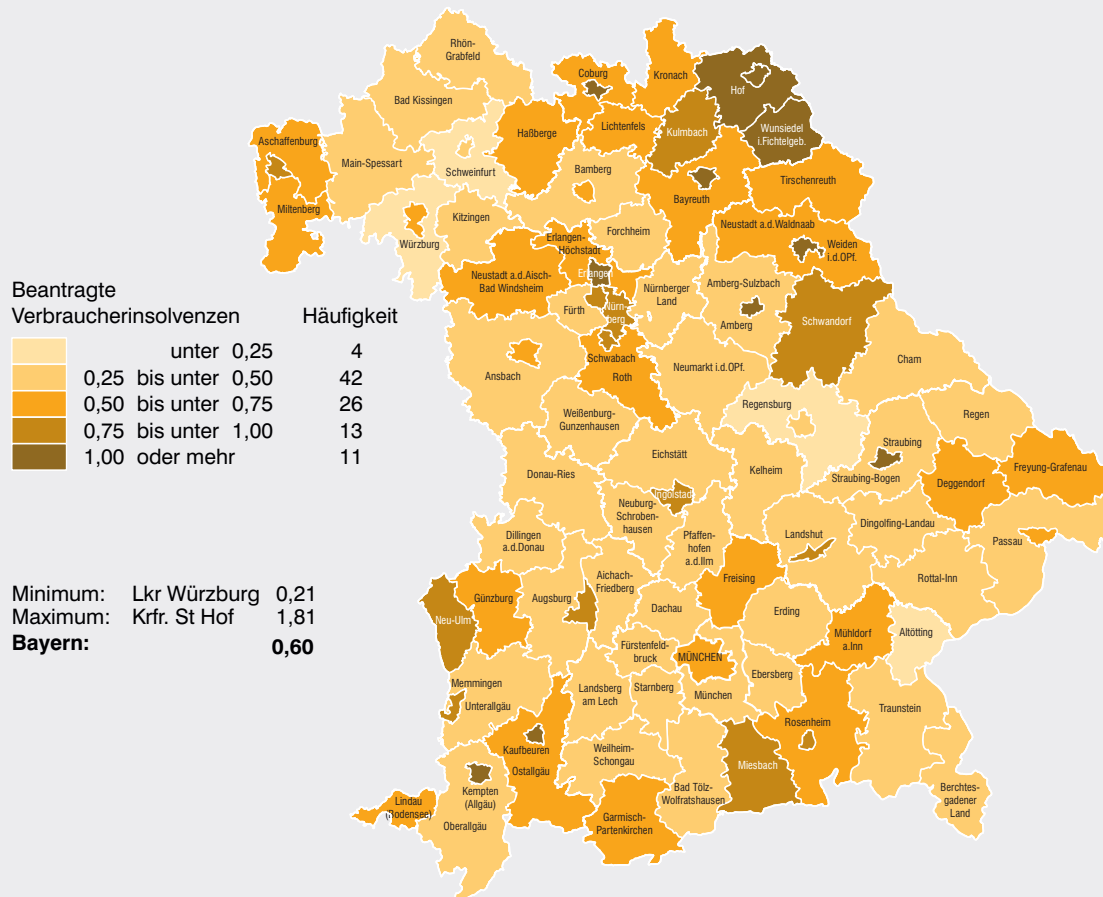 Rhön-
Grabfeld
Coburg
Kronach
Hof
Bad Kissingen
Lichtenfels
Kulmbach
Wunsiedel
i.Fichtelgeb.
Haßberge
Aschaffenburg
Main-Spessart
Schweinfurt
Bamberg
Tirschenreuth
Bayreuth
Miltenberg
Kitzingen
Würzburg
Forchheim
Neustadt a.d.Waldnaab
Erlangen-
Höchstadt
Weiden
i.d.OPf.
Erlangen
Neustadt a.d.Aisch-
Bad Windsheim
Nürnberger
Land
Amberg-Sulzbach
Fürth
Nürn-
berg
Amberg
Schwandorf
Schwabach
Roth
Ansbach
Neumarkt i.d.OPf.
Cham
Weißenburg-
Gunzenhausen
Regensburg
Regen
Straubing
Eichstätt
Kelheim
Straubing-Bogen
Deggendorf
Freyung-Grafenau
Donau-Ries
Ingolstadt
Neuburg-
Schroben-
hausen
Dingolfing-Landau
Dillingen
a.d.Donau
Pfaffen-
hofen
a.d.Ilm
Landshut
Passau
Rottal-Inn
Freising
Aichach-
Friedberg
Günzburg
Augsburg
Dachau
Erding
Neu-Ulm
Mühldorf
a.Inn
Altötting
Fürstenfeld-
bruck
MÜNCHEN
Ebersberg
Memmingen
Unterallgäu
Landsberg
am Lech
Starnberg
München
Traunstein
Rosenheim
Kaufbeuren
Ostallgäu
Weilheim-
Schongau
Miesbach
Bad Tölz-
Wolfratshausen
Berchtes-
gadener
Land
Kempten
(Allgäu)
Lindau
(Bodensee)
Oberallgäu
Garmisch-
Partenkirchen
Beantragte
Verbraucherinsolvenzen Häufigkeit
unter 0,25 4
0,25 bis unter 0,50 42
0,50 bis unter 0,75 26
0,75 bis unter 1,00 13
1,00 oder mehr 11
Minimum: Lkr Würzburg 0,21
Maximum: Krfr. St Hof 1,81
Bayern: 0,60